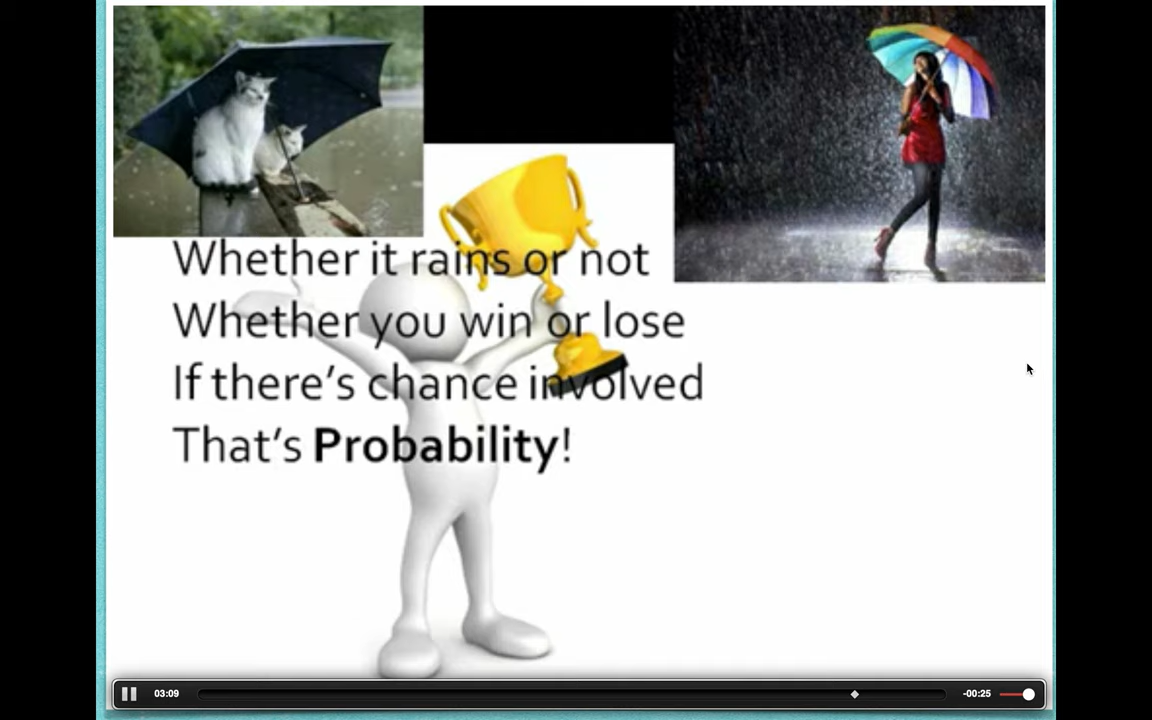 Whether it rains or not
Whether you win or lose
If there's chance involved
That's Probability!
03:09
-00:25